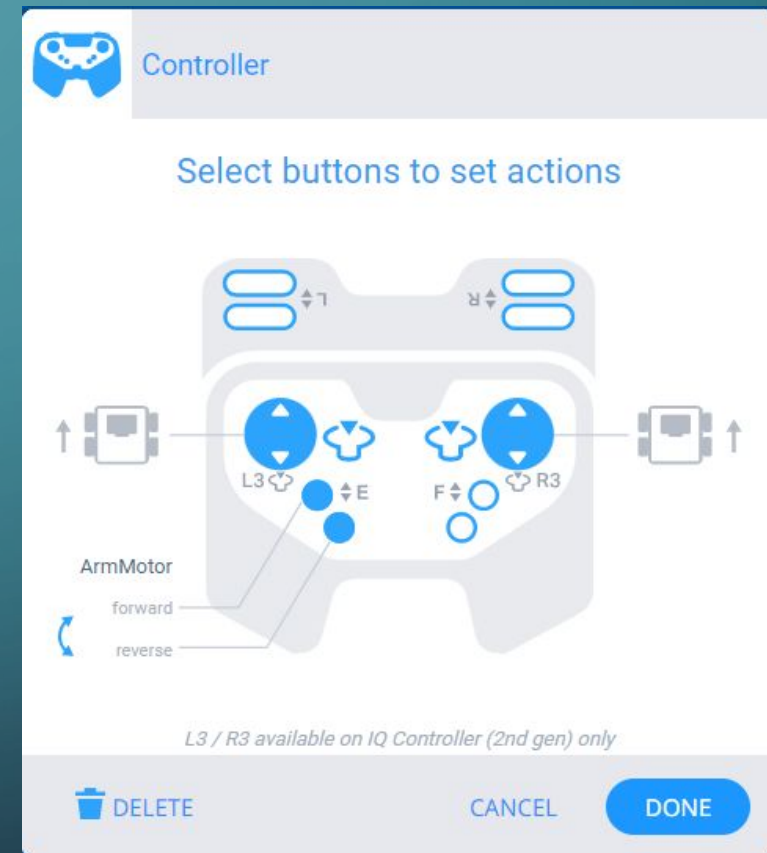 Controller
Select buttons to set actions
L
R
L3
E
F
R3
ArmMotor
forward
reverse
L3 / R3 available on IQ Controller (2nd gen) only
DELETE
CANCEL
DONE